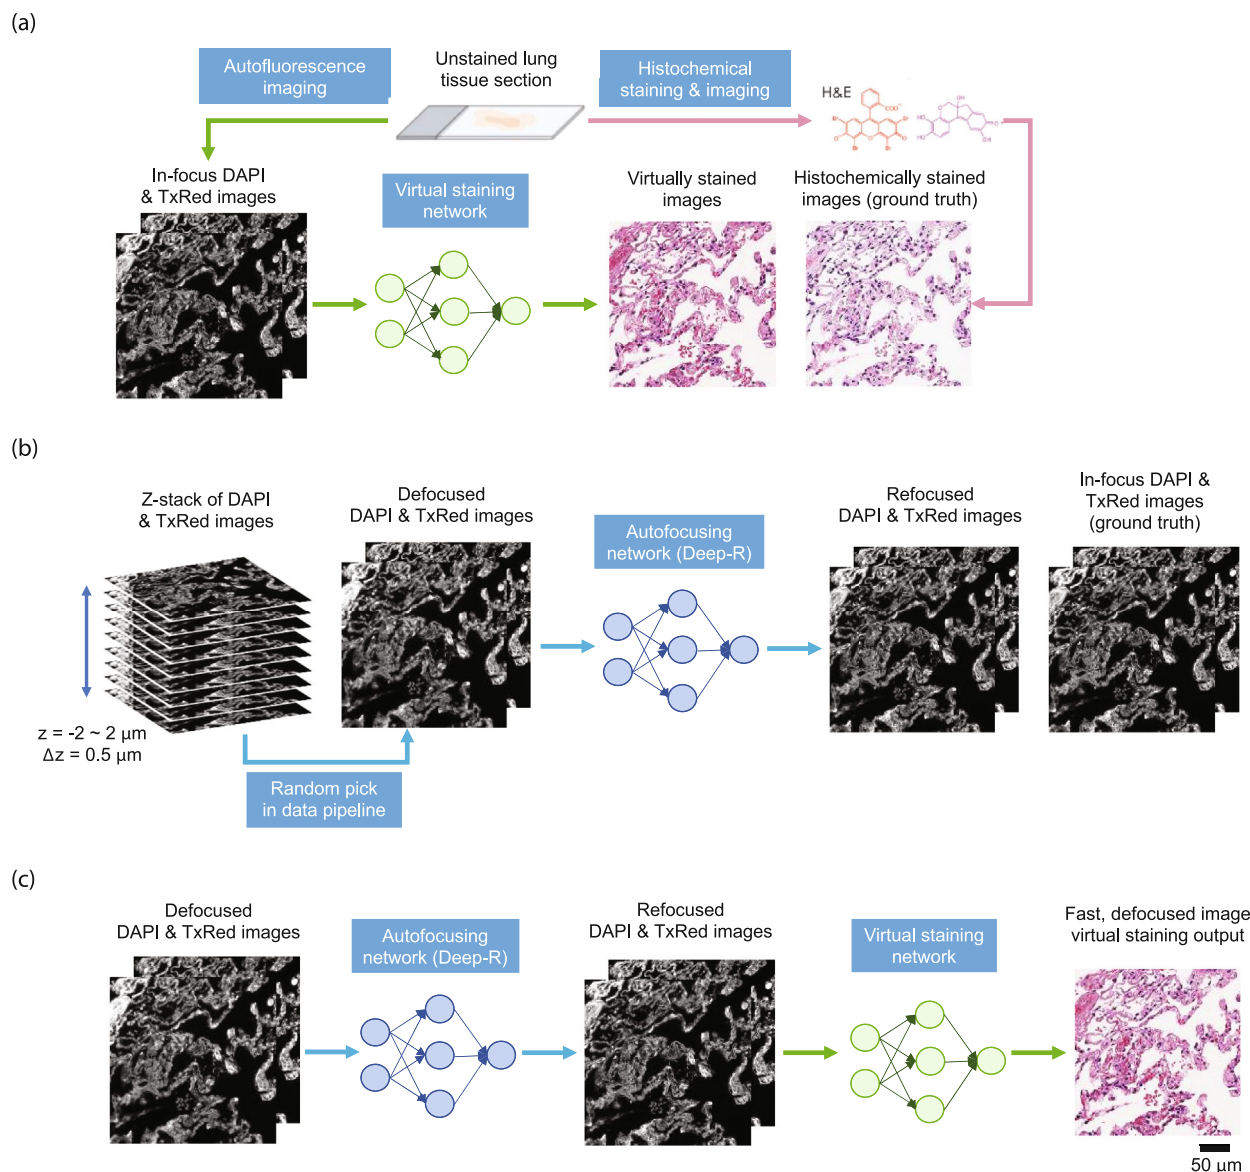 (a)
Autofluorescence
imaging
Unstained lung
tissue section
Histochemical
staining & imaging
H&E
In-focus DAPI
& TxRed images
Virtual staining
network
Virtually stained
images
Histochemically stained
images (ground truth)
(b)
Z-stack of DAPI
& TxRed images
Defocused
DAPI & TxRed images
Autofocusing
network (Deep-R)
Refocused
DAPI & TxRed images
In-focus DAPI &
TxRed images
(ground truth)
z = -2 ~ 2 µm
Δz = 0.5 µm
Random pick
in data pipeline
(c)
Defocused
DAPI & TxRed images
Autofocusing
network (Deep-R)
Refocused
DAPI & TxRed images
Virtual staining
network
Fast, defocused image
virtual staining output
50 µm